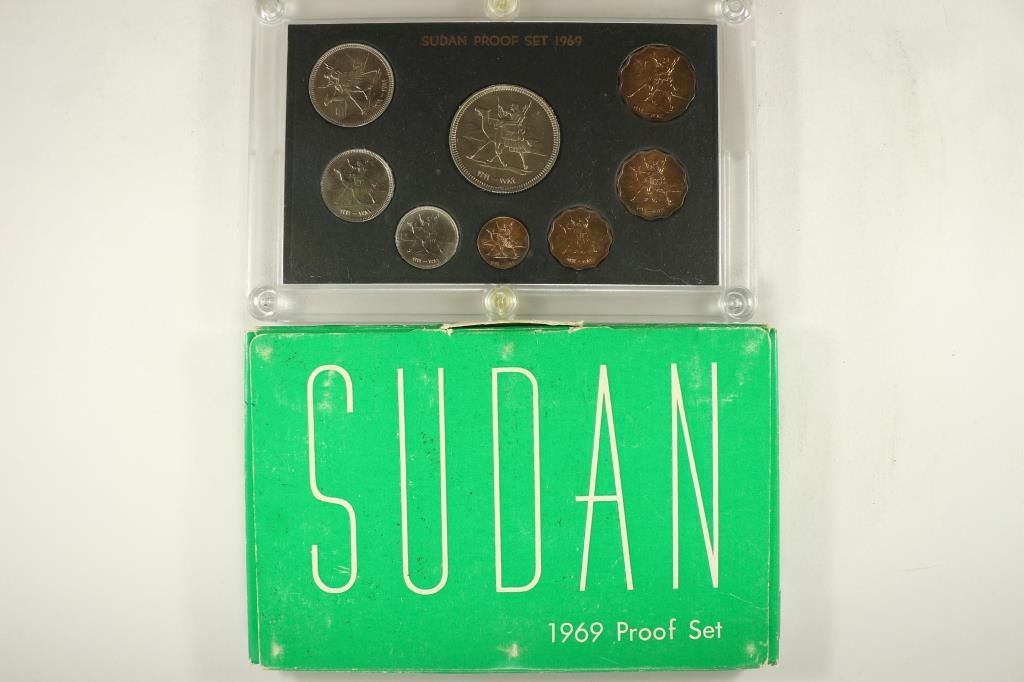 SUDAN PROOF SET 1969
SUDAN
1969 Proof Set